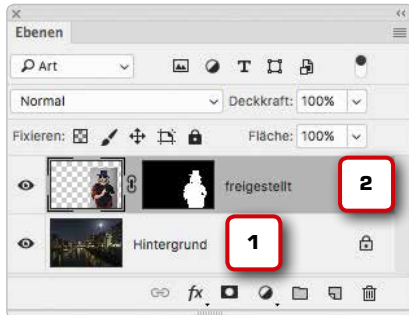 Ebenen
Art
Normal
Deckkraft: 100%
Fixieren:
Fläche: 100%
freigestellt
2
Hintergrund
1
fx